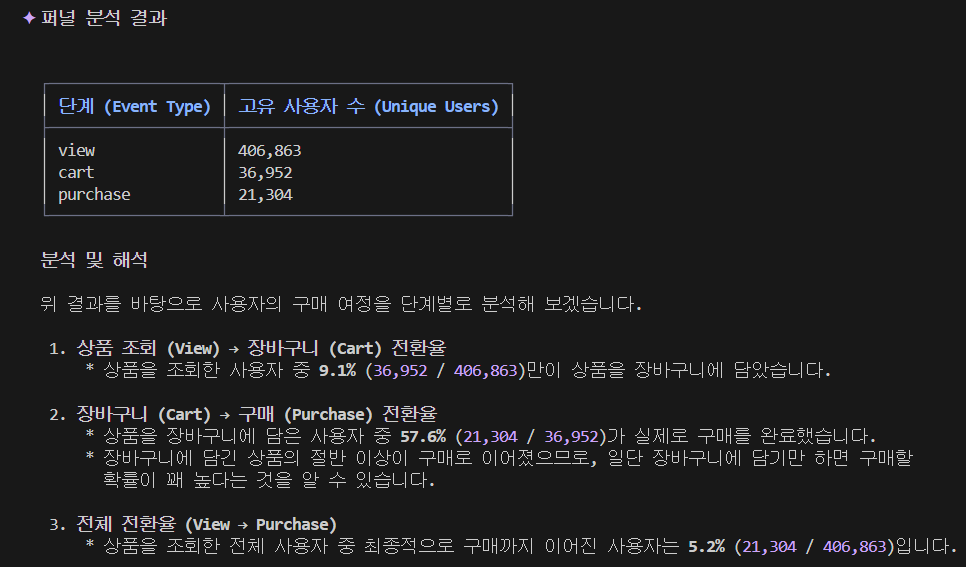 ✦ 퍼널 분석 결과
단계 (Event Type) 고유 사용자 수 (Unique Users)
view 406,863
cart 36,952
purchase 21,304
분석 및 해석
위 결과를 바탕으로 사용자의 구매 여정을 단계별로 분석해 보겠습니다.
1. 상품 조회 (View) → 장바구니 (Cart) 전환율
* 상품을 조회한 사용자 중 9.1% (36,952 / 406,863)만이 상품을 장바구니에 담았습니다.
2. 장바구니 (Cart) → 구매 (Purchase) 전환율
* 상품을 장바구니에 담은 사용자 중 57.6% (21,304 / 36,952)가 실제로 구매를 완료했습니다.
* 장바구니에 담긴 상품의 절반 이상이 구매로 이어졌으므로, 일단 장바구니에 담기만 하면 구매할
확률이 꽤 높다는 것을 알 수 있습니다.
3. 전체 전환율 (View → Purchase)
* 상품을 조회한 전체 사용자 중 최종적으로 구매까지 이어진 사용자는 5.2% (21,304 / 406,863)입니다.